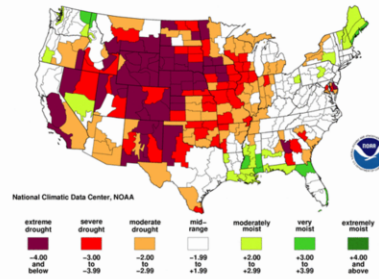 noaa
National Climatic Data Center, NOAA
extreme drought
severe drought
moderate drought
mid-range
moderately moist
very moist
extremely moist
-4.00 and below
-3.00 to -3.99
-2.00 to -2.99
-1.99 to +1.99
+2.00 to +2.99
+3.00 to +3.99
+4.00 and above